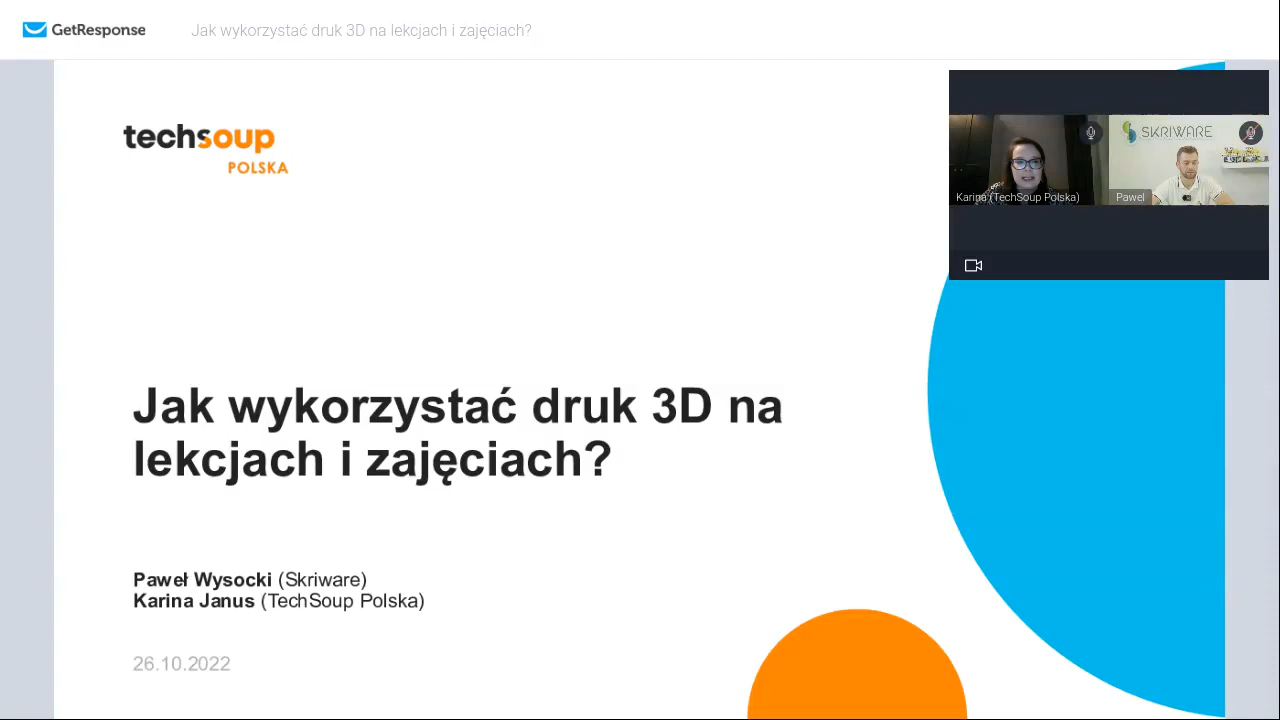 GetResponse
Jak wykorzystać druk 3D na lekcjach i zajęciach?
techsoup
POLSKA
SKRIWARE
Karina (TechSoup Polska)
Pawel
Jak wykorzystać druk 3D na
lekcjach i zajęciach?
Paweł Wysocki (Skriware)
Karina Janus (TechSoup Polska)
26.10.2022